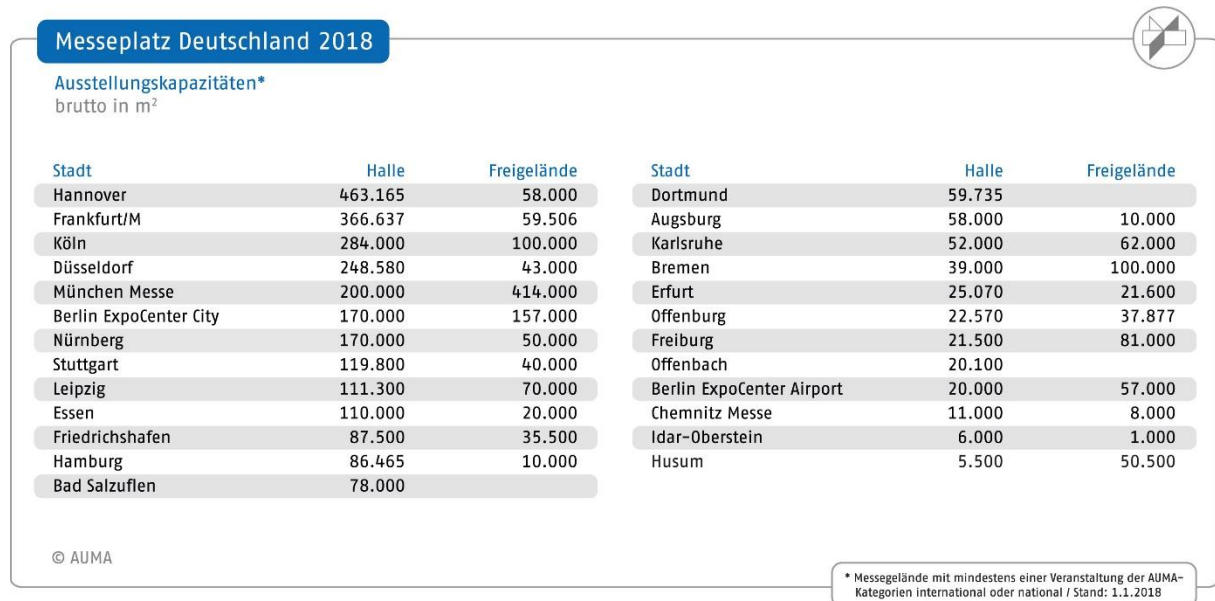 Messeplatz Deutschland 2018
Ausstellungskapazitäten*
brutto in m²
Stadt Halle Freigelände
Hannover 463.165 58.000
Frankfurt/M 366.637 59.506
Köln 284.000 100.000
Düsseldorf 248.580 43.000
München Messe 200.000 414.000
Berlin ExpoCenter City 170.000 157.000
Nürnberg 170.000 50.000
Stuttgart 119.800 40.000
Leipzig 111.300 70.000
Essen 110.000 20.000
Friedrichshafen 87.500 35.500
Hamburg 86.465 10.000
Bad Salzuflen 78.000
Stadt Halle Freigelände
Dortmund 59.735
Augsburg 58.000 10.000
Karlsruhe 52.000 62.000
Bremen 39.000 100.000
Erfurt 25.070 21.600
Offenburg 22.570 37.877
Freiburg 21.500 81.000
Offenbach 20.100
Berlin ExpoCenter Airport 20.000 57.000
Chemnitz Messe 11.000 8.000
Idar-Oberstein 6.000 1.000
Husum 5.500 50.500
© AUMA
* Messegelände mit mindestens einer Veranstaltung der AUMA-
Kategorien international oder national / Stand: 1.1.2018